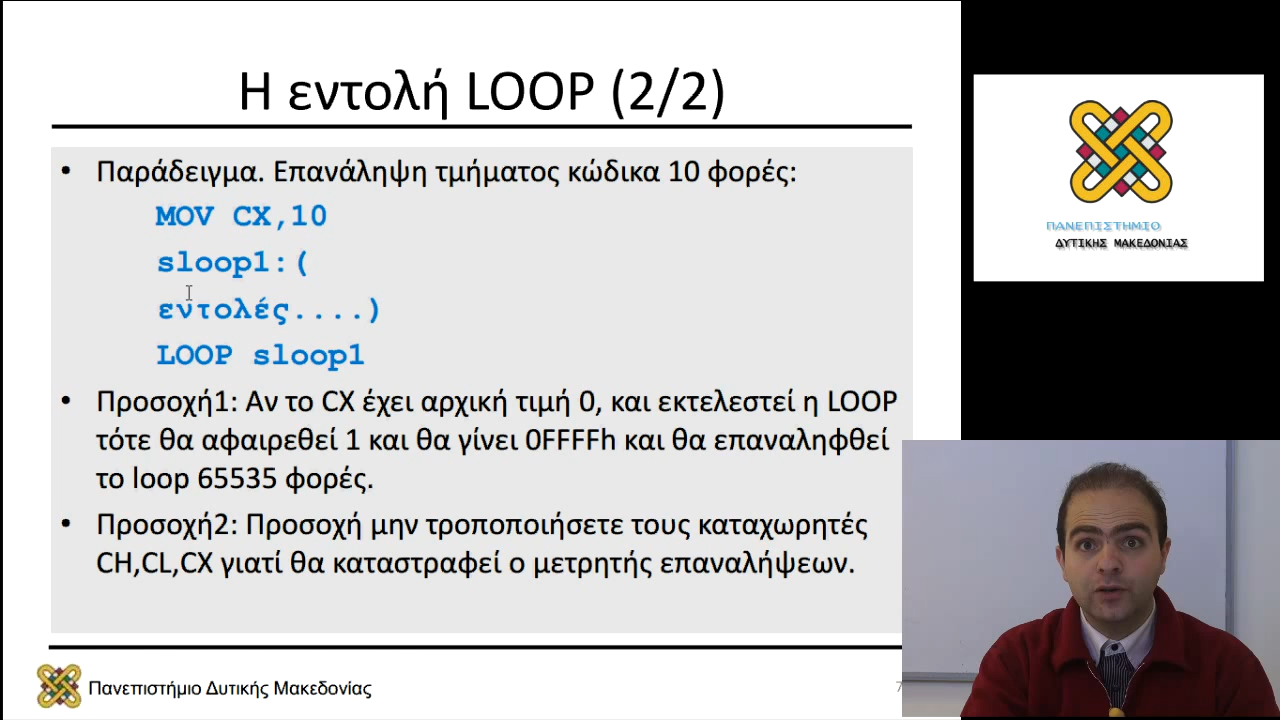 Η εντολή LOOP (2/2)
• Παράδειγμα. Επανάληψη τμήματος κώδικα 10 φορές:
MOV CX,10
sloop1:(
εντολές....)
LOOP sloop1
• Προσοχή1: Αν το CX έχει αρχική τιμή 0, και εκτελεστεί η LOOP
τότε θα αφαιρεθεί 1 και θα γίνει 0FFFFh και θα επαναληφθεί
το loop 65535 φορές.
• Προσοχή2: Προσοχή μην τροποποιήσετε τους καταχωρητές
CH,CL,CX γιατί θα καταστραφεί ο μετρητής επαναλήψεων.
Πανεπιστήμιο Δυτικής Μακεδονίας
7
ΠΑΝΕΠΙΣΤΗΜΙΟ
ΔΥΤΙΚΗΣ ΜΑΚΕΔΟΝΙΑΣ